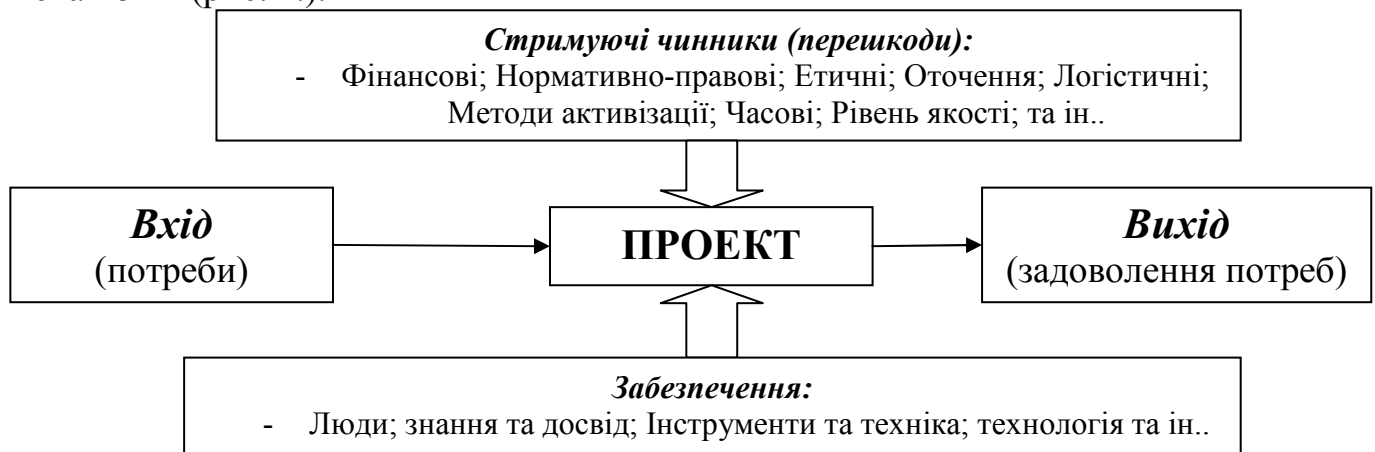 Стримуючі чинники (перешкоди):
- Фінансові; Нормативно-правові; Етичні; Оточення; Логістичні;
Методи активізації; Часові; Рівень якості; та ін..
Вхід
(потреби)
ПРОЕКТ
Вихід
(задоволення потреб)
Забезпечення:
- Люди; знання та досвід; Інструменти та техніка; технологія та ін..